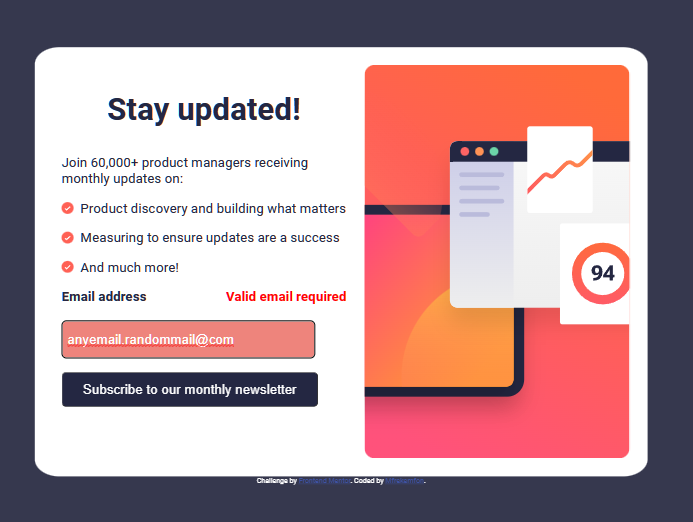 Stay updated!
Join 60,000+ product managers receiving
monthly updates on:
Product discovery and building what matters
Measuring to ensure updates are a success
And much more!
Email address Valid email required
anyemail.randommail@com
Subscribe to our monthly newsletter
94
Challenge by Frontend Mentor. Coded by